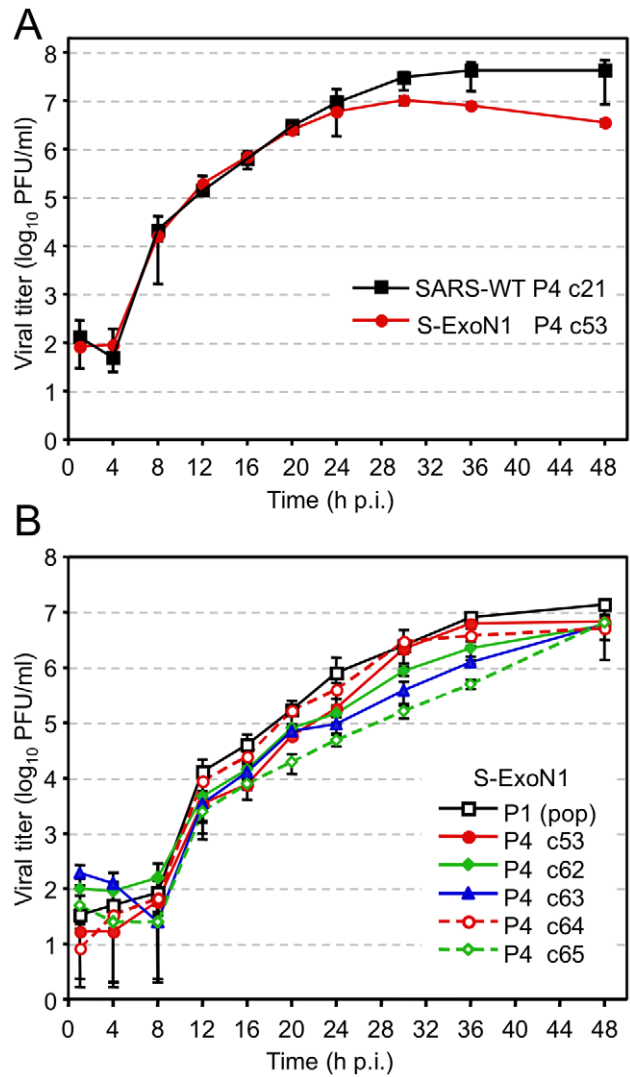 A
Viral titer (log10 PFU/ml)
8
7
6
5
4
3
2
1
0
SARS-WT P4 c21
S-ExoN1 P4 c53
0 4 8 12 16 20 24 28 32 36 40 44 48
Time (h p.i.)
B
Viral titer (log10 PFU/ml)
8
7
6
5
4
3
2
1
0
S-ExoN1
P1 (pop)
P4 c53
P4 c62
P4 c63
P4 c64
P4 c65
0 4 8 12 16 20 24 28 32 36 40 44 48
Time (h p.i.)